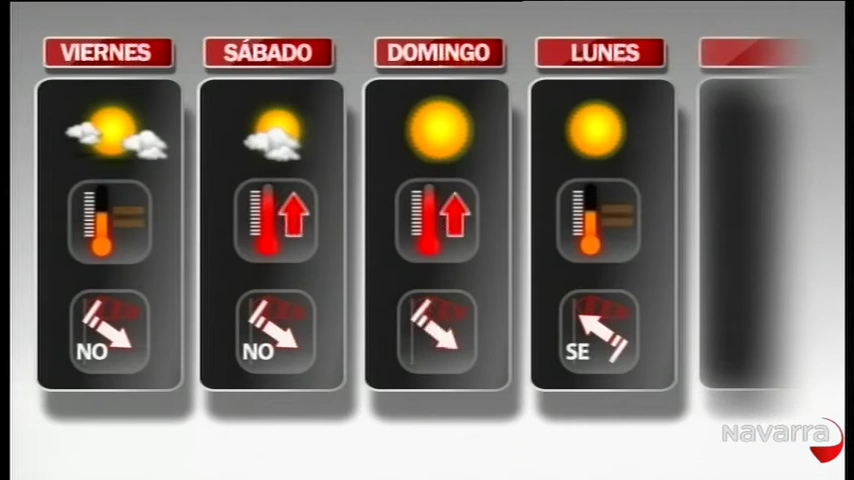 VIERNES
SÁBADO
DOMINGO
LUNES
NO
NO
SE
navarra